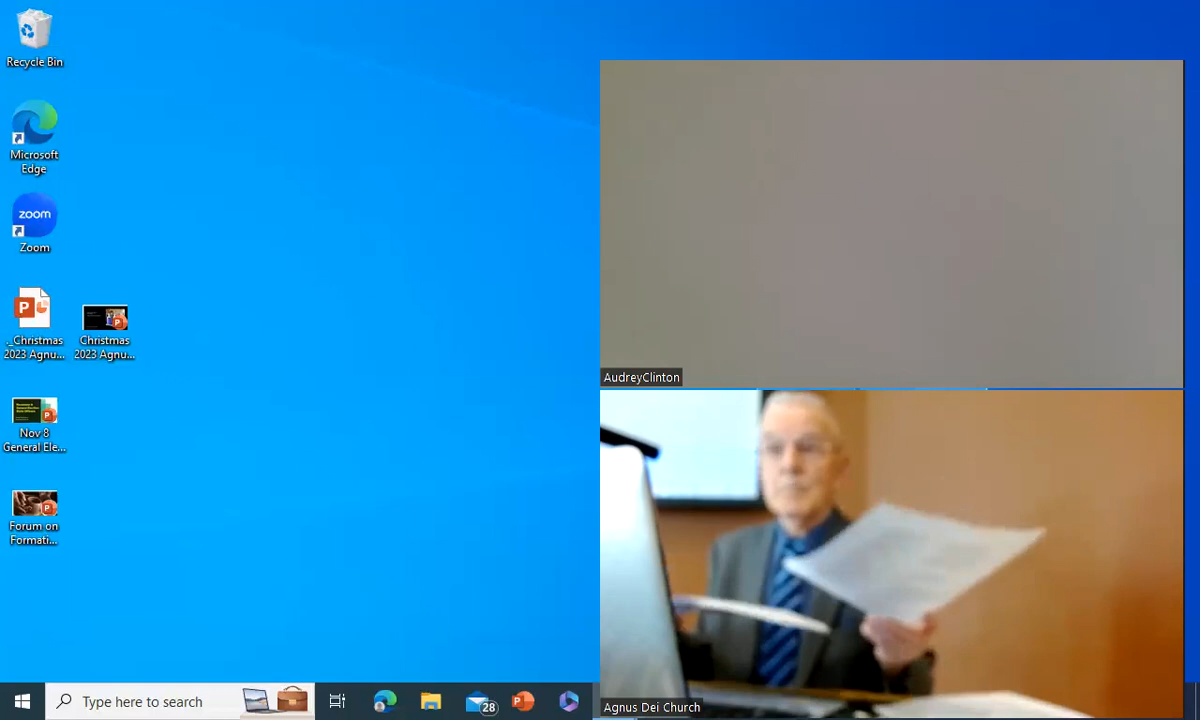 Recycle Bin
Microsoft
Edge
zoom
Zoom
P
._Christmas
2023 Agnu...
P
Christmas
2023 Agnu...
P
Nov 8
General Ele...
P
Forum on
Formati...
AudreyClinton
Agnus Dei Church
Type here to search
28
P